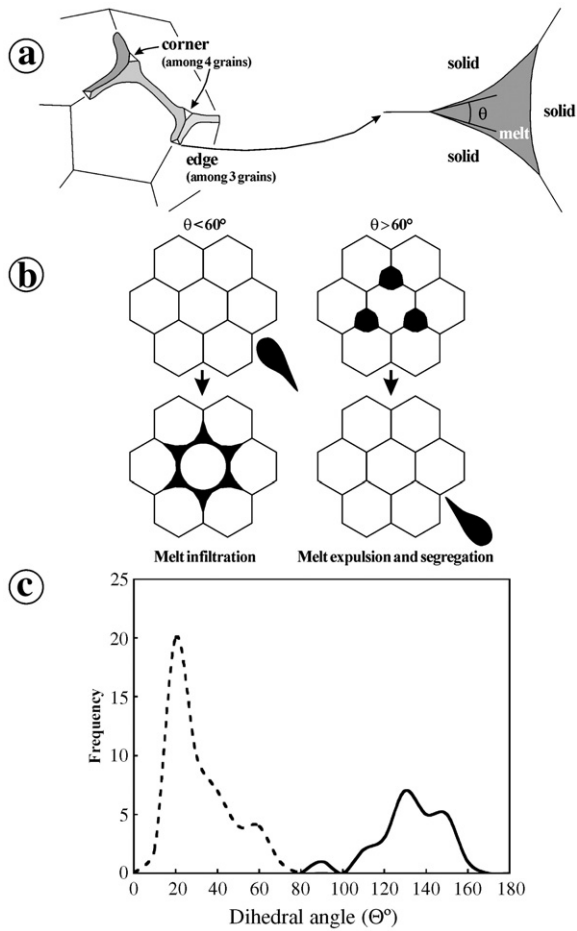 a
corner
(among 4 grains)
edge
(among 3 grains)
solid
solid
solid
θ
melt
b
θ<60°
θ>60°
Melt infiltration
Melt expulsion and segregation
c
25
20
15
10
5
0
Frequency
0 20 40 60 80 100 120 140 160 180
Dihedral angle (Θ°)